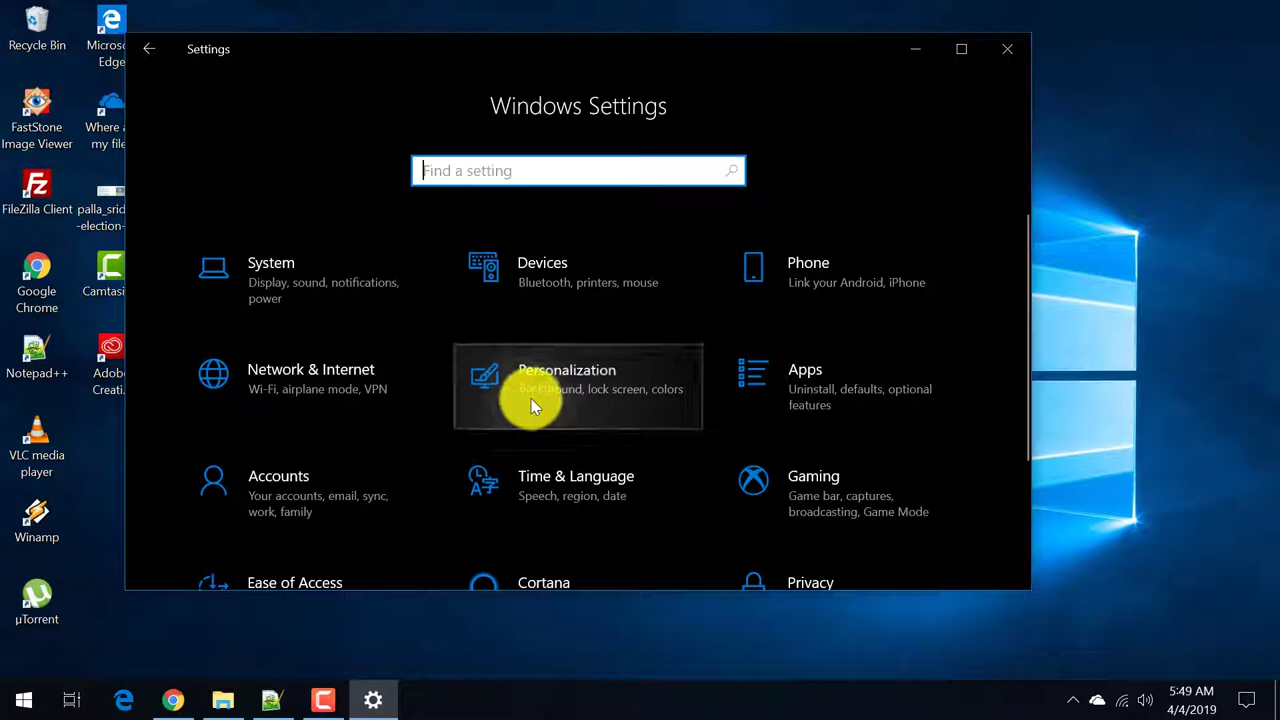 Recycle Bin
Microsoft
Edge
FastStone
Image Viewer
Where a
my file
FileZilla Client
palla_srid
-election-
Google
Chrome
Camtasi
Notepad++
Adob
Creati.
VLC media
player
Winamp
µTorrent
Settings
Windows Settings
Find a setting
System
Display, sound, notifications,
power
Devices
Bluetooth, printers, mouse
Phone
Link your Android, iPhone
Network & Internet
Wi-Fi, airplane mode, VPN
Personalization
Background, lock screen, colors
Apps
Uninstall, defaults, optional
features
Accounts
Your accounts, email, sync,
work, family
Time & Language
Speech, region, date
Gaming
Game bar, captures,
broadcasting, Game Mode
Ease of Access
Cortana
Privacy
5:49 AM
4/4/2019